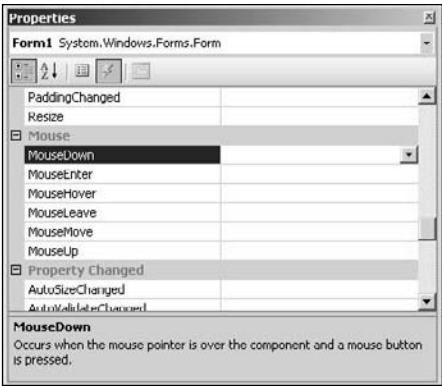 Properties
Form1 System.Windows.Forms.Form
PaddingChanged
Resize
Mouse
MouseDown
MouseEnter
MouseHover
MouseLeave
MouseMove
MouseUp
Property Changed
AutoSizeChanged
AutoValidateChanged
MouseDown
Occurs when the mouse pointer is over the component and a mouse button
is pressed.